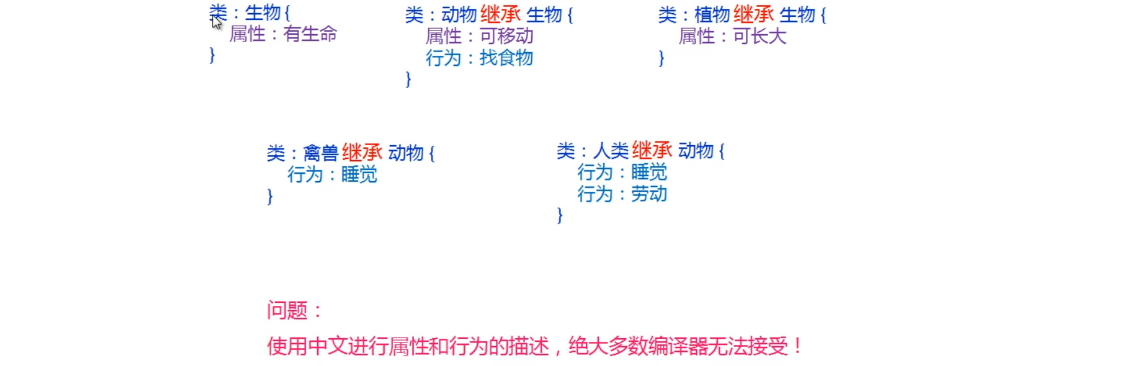 类：生物 {
属性：有生命
}
类：动物 继承 生物 {
属性：可移动
行为：找食物
}
类：植物 继承 生物 {
属性：可长大
}
类：禽兽 继承 动物 {
行为：睡觉
}
类：人类 继承 动物 {
行为：睡觉
行为：劳动
}
问题：
使用中文进行属性和行为的描述，绝大多数编译器无法接受！